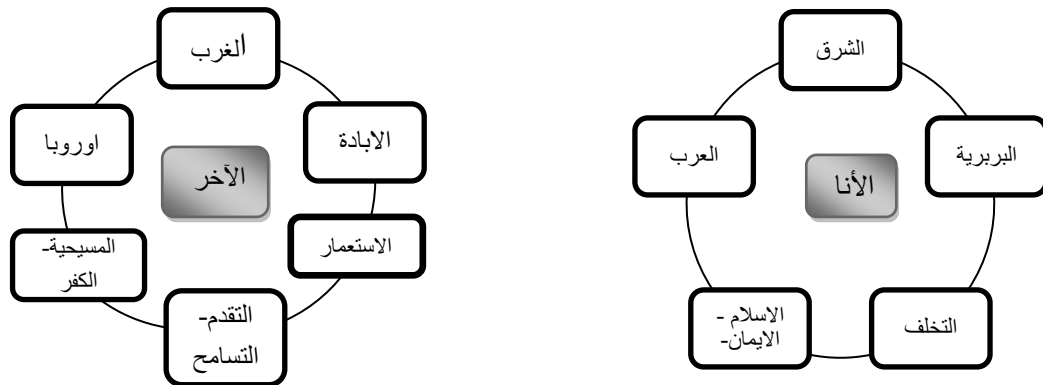 الشرق
البربرية
العرب
الأنا
التخلف
الاسلام -
الايمان-
الغرب
الابادة
اوروبا
الآخر
الاستعمار
المسيحية-
الكفر
التقدم-
التسامح